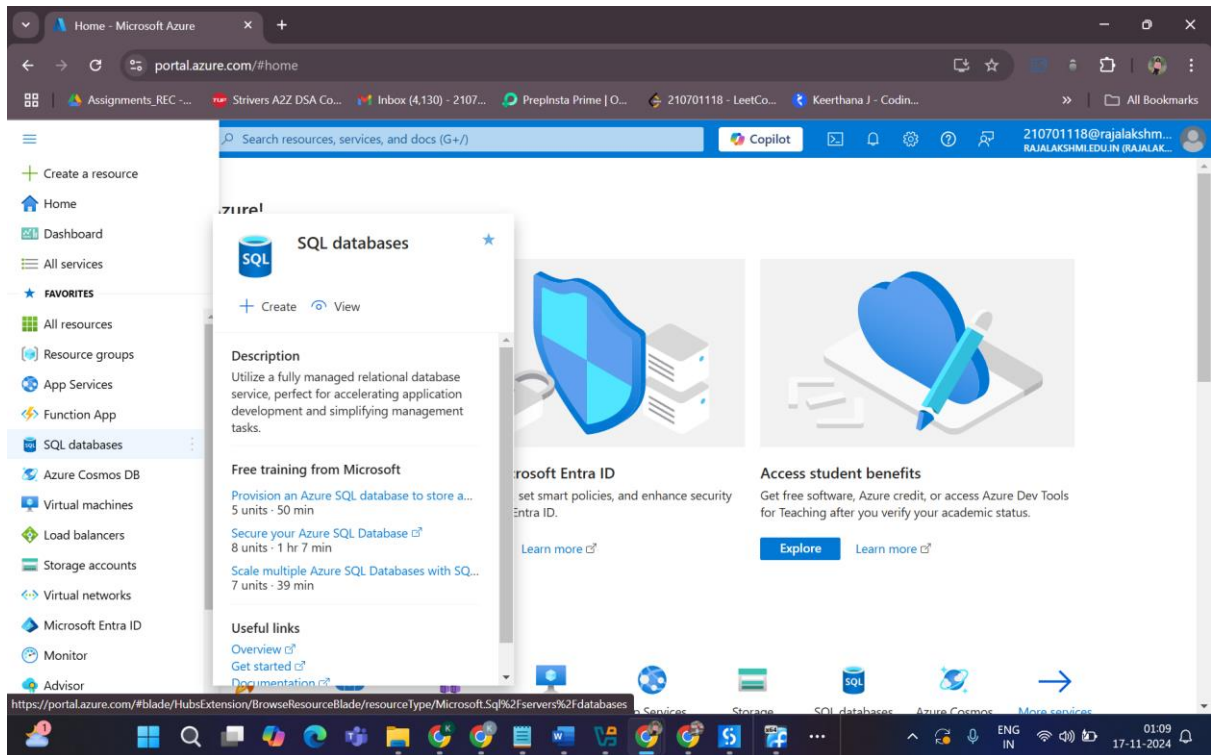 Home - Microsoft Azure
portal.azure.com/#home
Assignments_REC -...
Strivers A2Z DSA Co...
Inbox (4,130) - 2107...
PrepInsta Prime | O...
210701118 - LeetCo...
Keerthana J - Codin...
All Bookmarks
Search resources, services, and docs (G+/)
Copilot
210701118@rajalakshm...
RAJALAKSHMI.EDU.IN (RAJALAK...
Create a resource
Home
Dashboard
All services
FAVORITES
All resources
Resource groups
App Services
Function App
SQL databases
Azure Cosmos DB
Virtual machines
Load balancers
Storage accounts
Virtual networks
Microsoft Entra ID
Monitor
Advisor
zure!
SQL
SQL databases
Create
View
Description
Utilize a fully managed relational database
service, perfect for accelerating application
development and simplifying management
tasks.
Free training from Microsoft
Provision an Azure SQL database to store a...
5 units · 50 min
Secure your Azure SQL Database
8 units · 1 hr 7 min
Scale multiple Azure SQL Databases with SQ...
7 units · 39 min
Useful links
Overview
Get started
Documentation
rosoft Entra ID
set smart policies, and enhance security
Entra ID.
Learn more
Access student benefits
Get free software, Azure credit, or access Azure Dev Tools
for Teaching after you verify your academic status.
Explore
Learn more
SQL
Services
Storage
SQL databases
Azure Cosmos
More services
https://portal.azure.com/#blade/HubsExtension/BrowseResourceBlade/resourceType/Microsoft.Sql%2Fservers%2Fdatabases
ENG
IN
01:09
17-11-2024